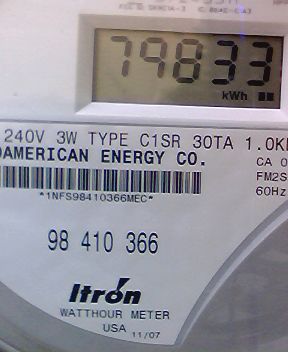 79833
kWh
240V 3W TYPE C1SR 30TA 1.0K
AMERICAN ENERGY CO.
CA 0
FM2S
60Hz
*1NFS98410366MEC*
98 410 366
Itrón
WATTHOUR METER
USA 11/07